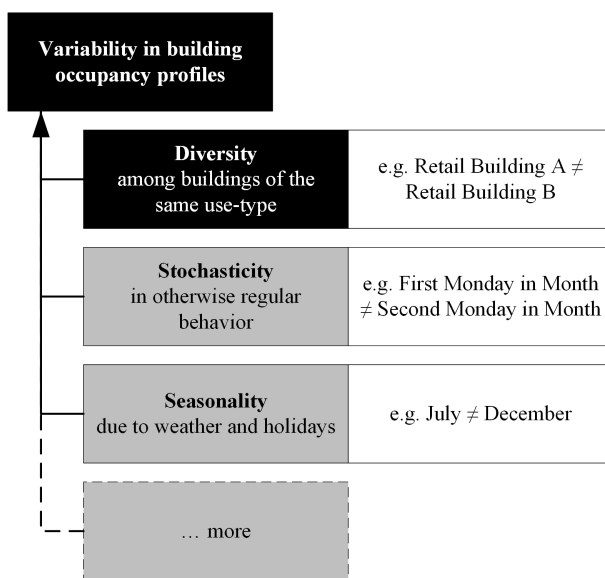 Variability in building
occupancy profiles
Diversity
among buildings of the
same use-type
e.g. Retail Building A ≠
Retail Building B
Stochasticity
in otherwise regular
behavior
e.g. First Monday in Month
≠ Second Monday in Month
Seasonality
due to weather and holidays
e.g. July ≠ December
... more